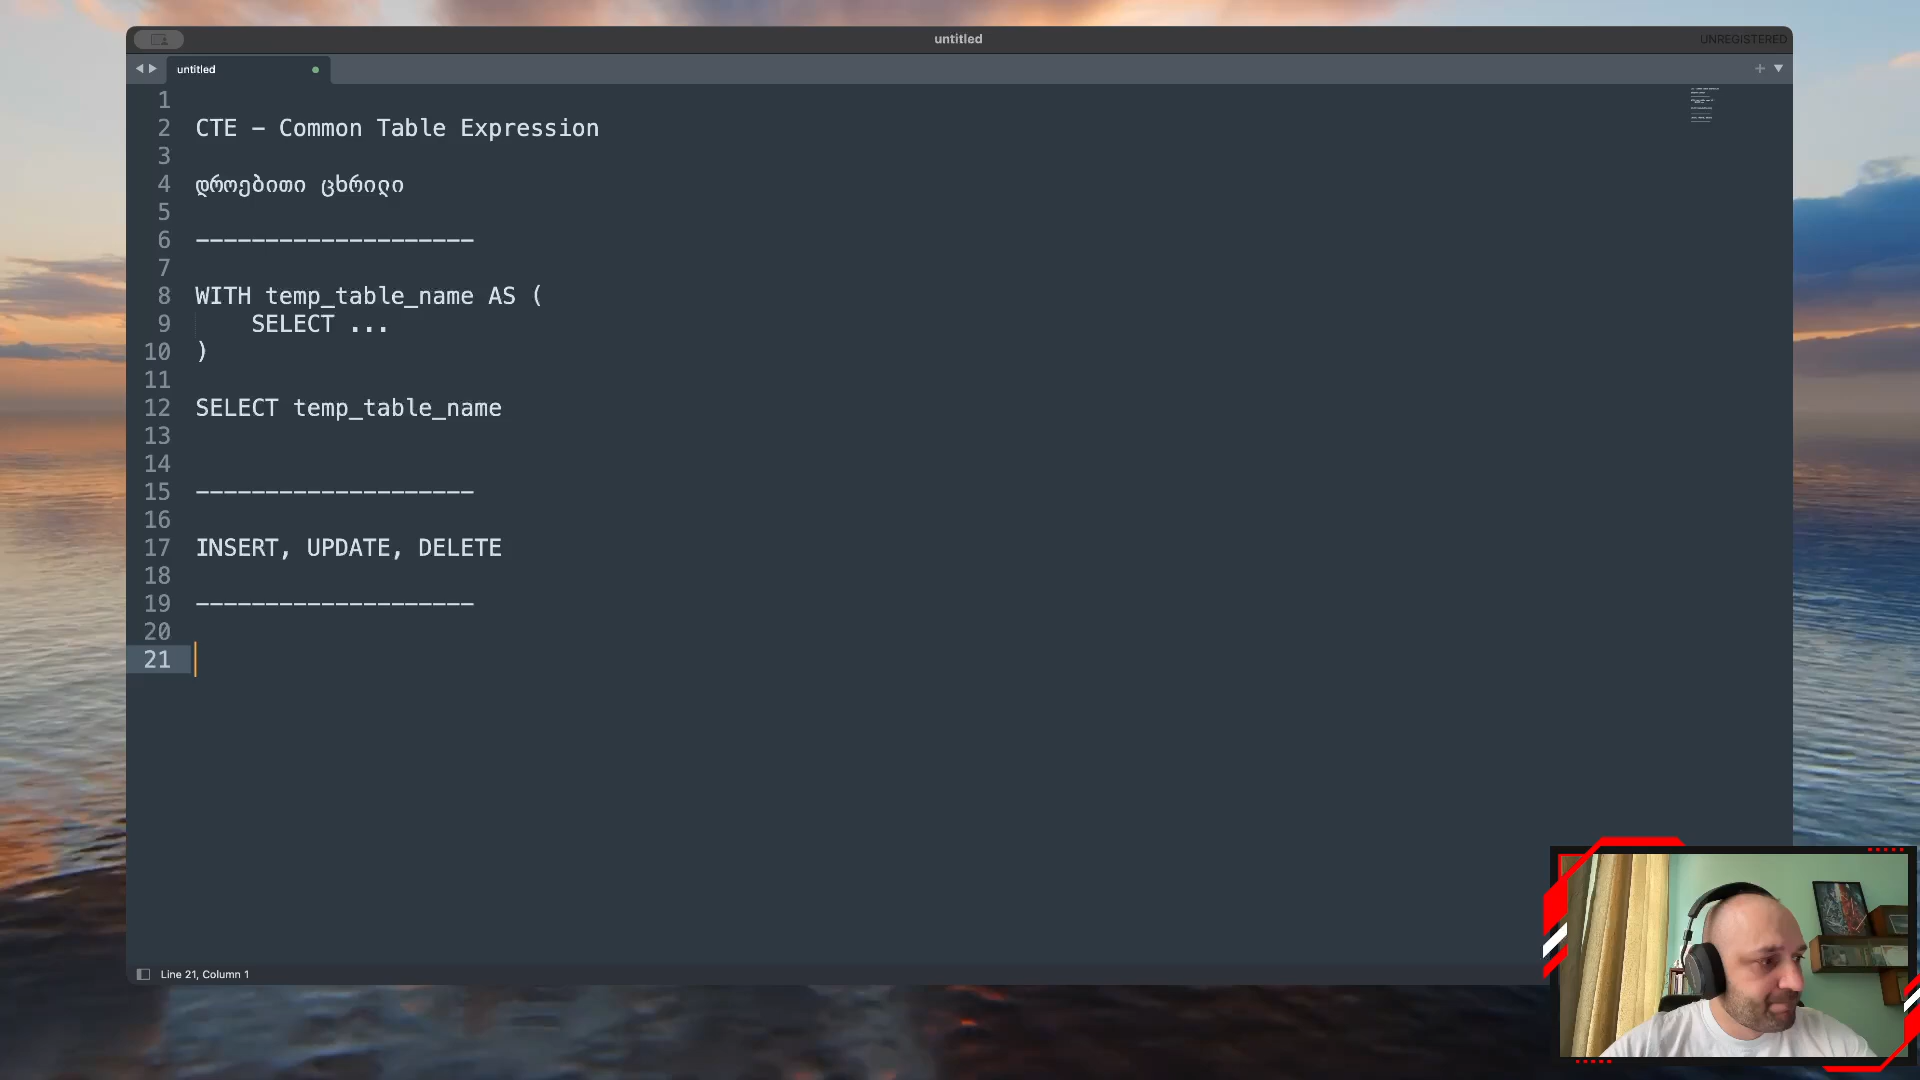 untitled
UNREGISTERED
untitled
1
2 CTE - Common Table Expression
3
4 დროებითი ცხრილი
5
6 --------------------
7
8 WITH temp_table_name AS (
9 SELECT ...
10 )
11
12 SELECT temp_table_name
13
14
15 --------------------
16
17 INSERT, UPDATE, DELETE
18
19 --------------------
20
21
Line 21, Column 1